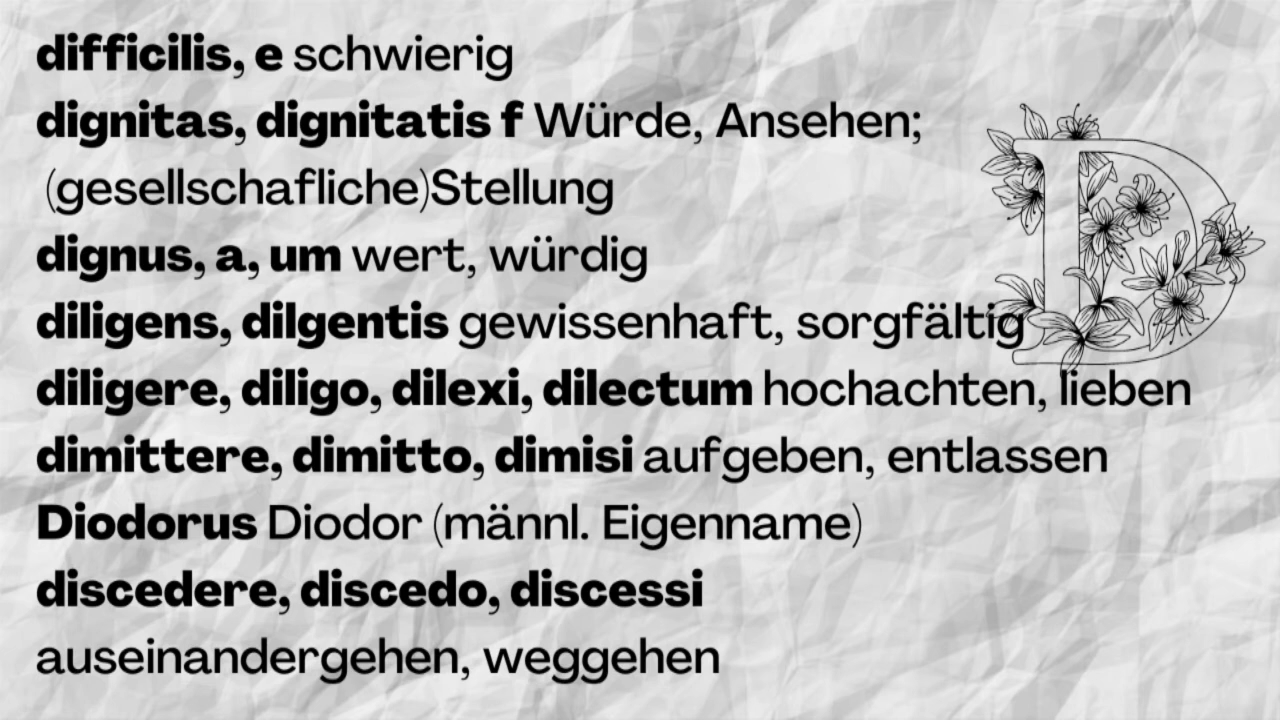 difficilis, e schwierig
dignitas, dignitatis f Würde, Ansehen;
(gesellschafliche)Stellung
dignus, a, um wert, würdig
diligens, dilgentis gewissenhaft, sorgfältig
diligere, diligo, dilexi, dilectum hochachten, lieben
dimittere, dimitto, dimisi aufgeben, entlassen
Diodorus Diodor (männl. Eigenname)
discedere, discedo, discessi
auseinandergehen, weggehen
D